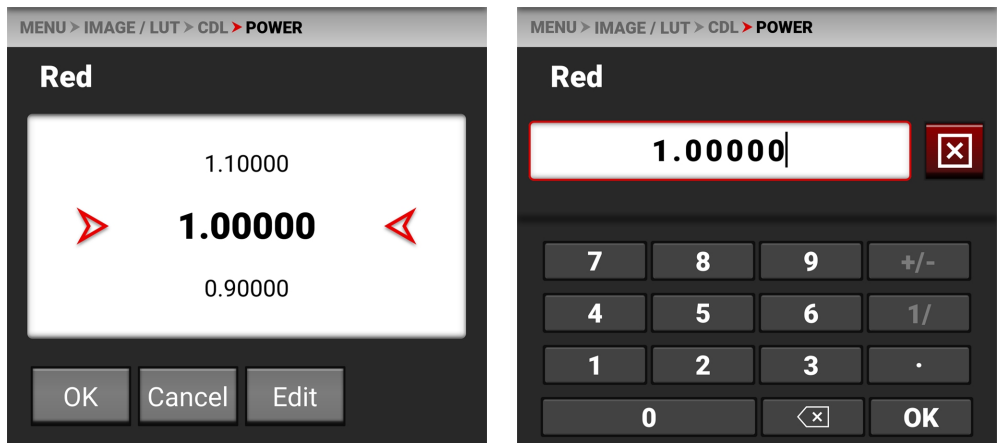 MENU > IMAGE / LUT > CDL > POWER
Red
1.10000
1.00000
0.90000
OK Cancel Edit
MENU > IMAGE / LUT > CDL > POWER
Red
1.00000
7 8 9 +/-
4 5 6 1/
1 2 3 .
0 OK